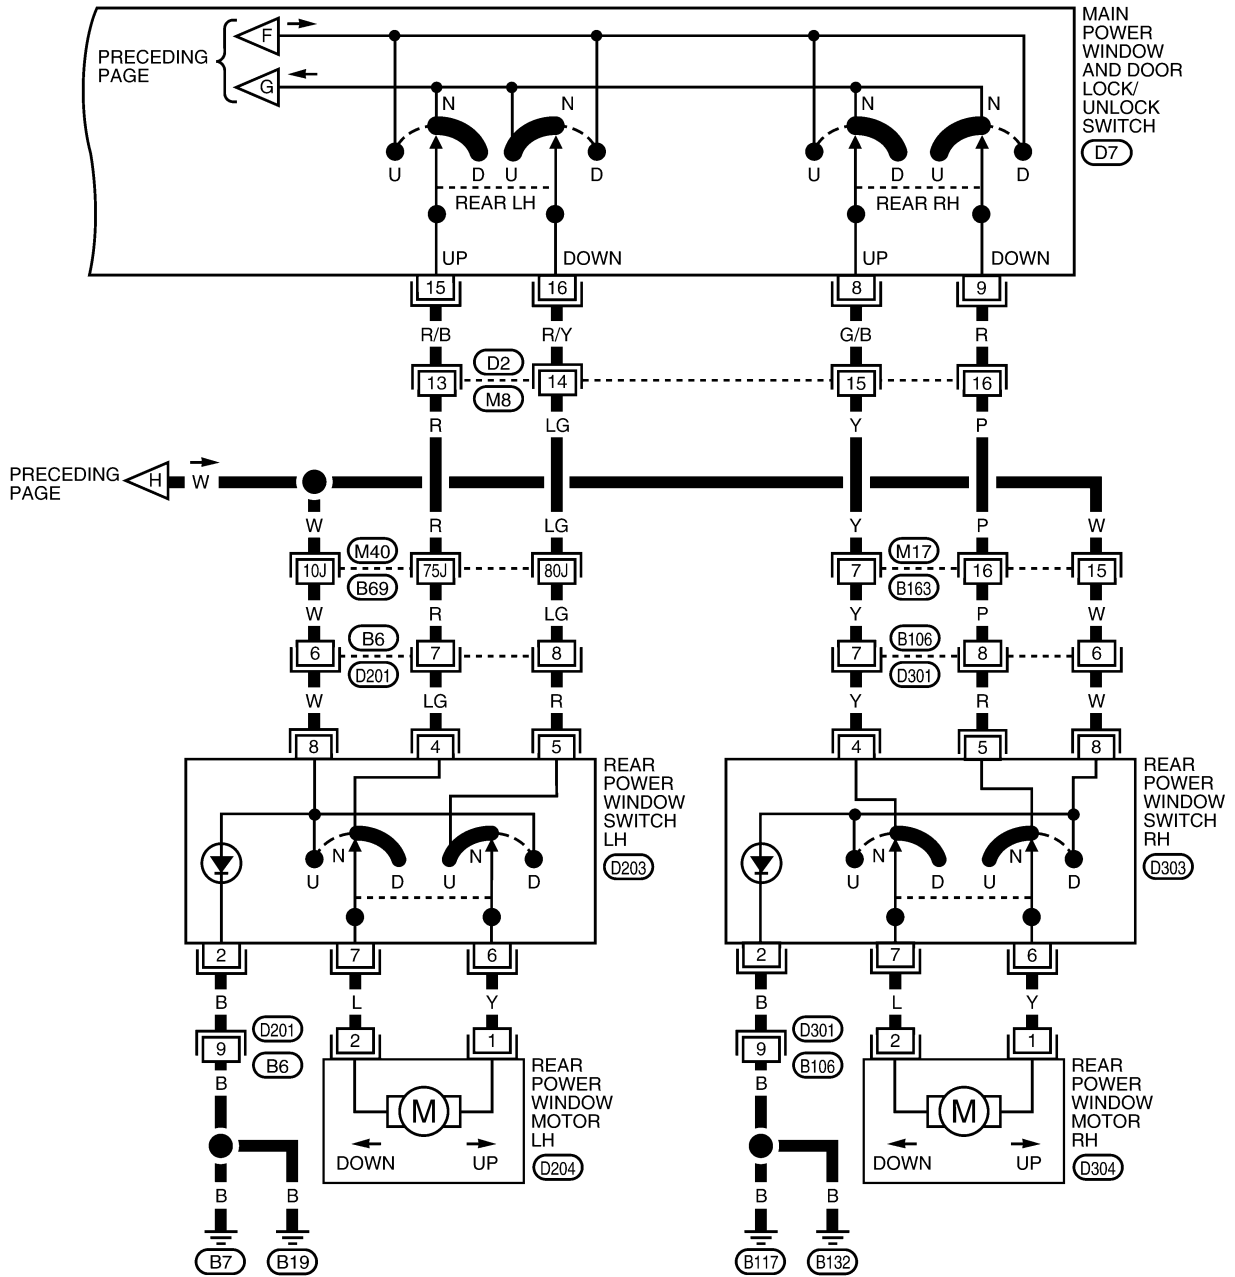 MAIN
POWER
WINDOW
AND DOOR
LOCK/
UNLOCK
SWITCH
D7
PRECEDING
PAGE
F
G
N N N N
U D U D U D U D
REAR LH REAR RH
UP DOWN UP DOWN
15 16 8 9
R/B R/Y G/B R
D2
13 14 15 16
M8
R LG Y P
PRECEDING
PAGE
H W
W R LG Y P W
M40 M17
10J 75J 80J 7 16 15
B69 B163
W R LG Y P W
B6 B106
6 7 8 7 8 6
D201 D301
W LG R Y R W
8 4 5 4 5 8
REAR
POWER
WINDOW
SWITCH
LH
D203
REAR
POWER
WINDOW
SWITCH
RH
D303
N N N N
U D U D U D U D
2 7 6 2 7 6
B L Y B L Y
D201 D301
9 2 1 9 2 1
B6 B106
B B
REAR
POWER
WINDOW
MOTOR
LH
D204
REAR
POWER
WINDOW
MOTOR
RH
D304
M M
DOWN UP DOWN UP
B B B B
B7 B19 B117 B132